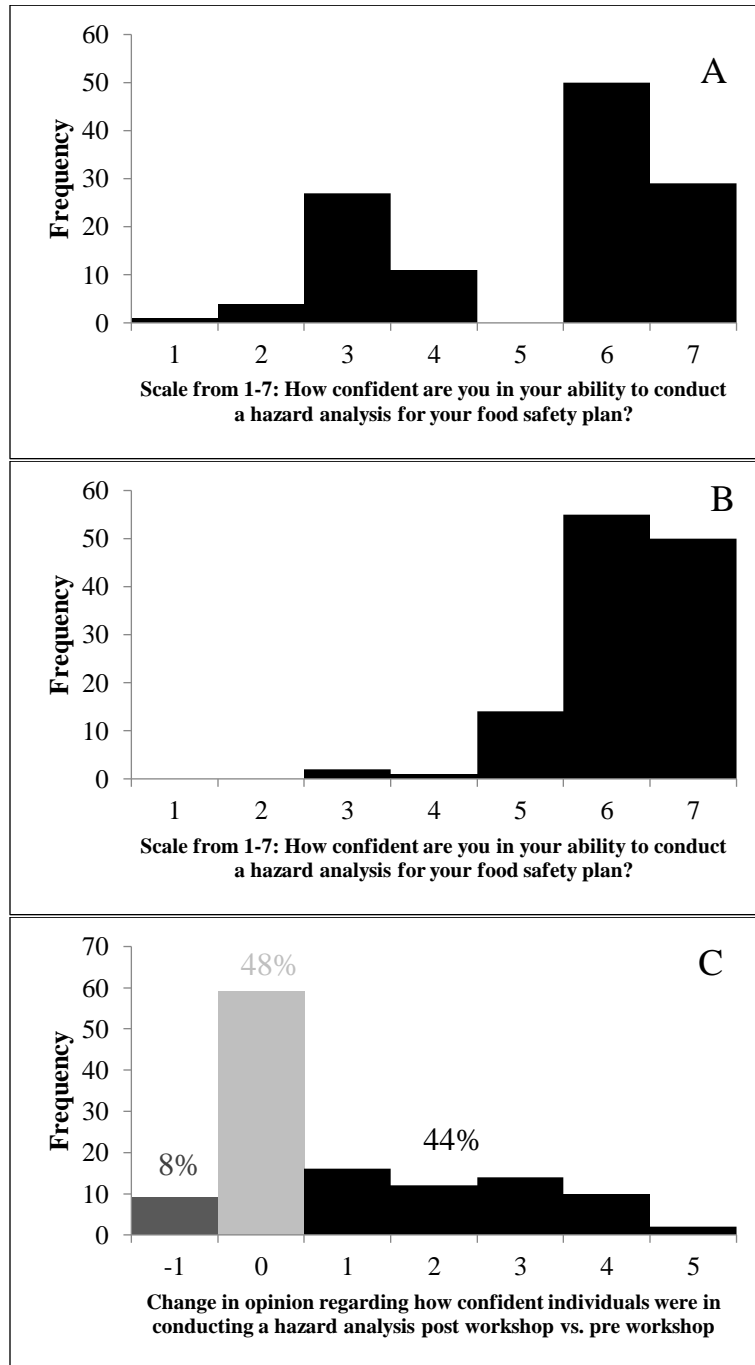 A
60
50
40
30
20
10
0
Frequency
1 2 3 4 5 6 7
Scale from 1-7: How confident are you in your ability to conduct
a hazard analysis for your food safety plan?
B
60
50
40
30
20
10
0
Frequency
1 2 3 4 5 6 7
Scale from 1-7: How confident are you in your ability to conduct
a hazard analysis for your food safety plan?
C
70
60
50
40
30
20
10
0
Frequency
48%
44%
8%
-1 0 1 2 3 4 5
Change in opinion regarding how confident individuals were in
conducting a hazard analysis post workshop vs. pre workshop